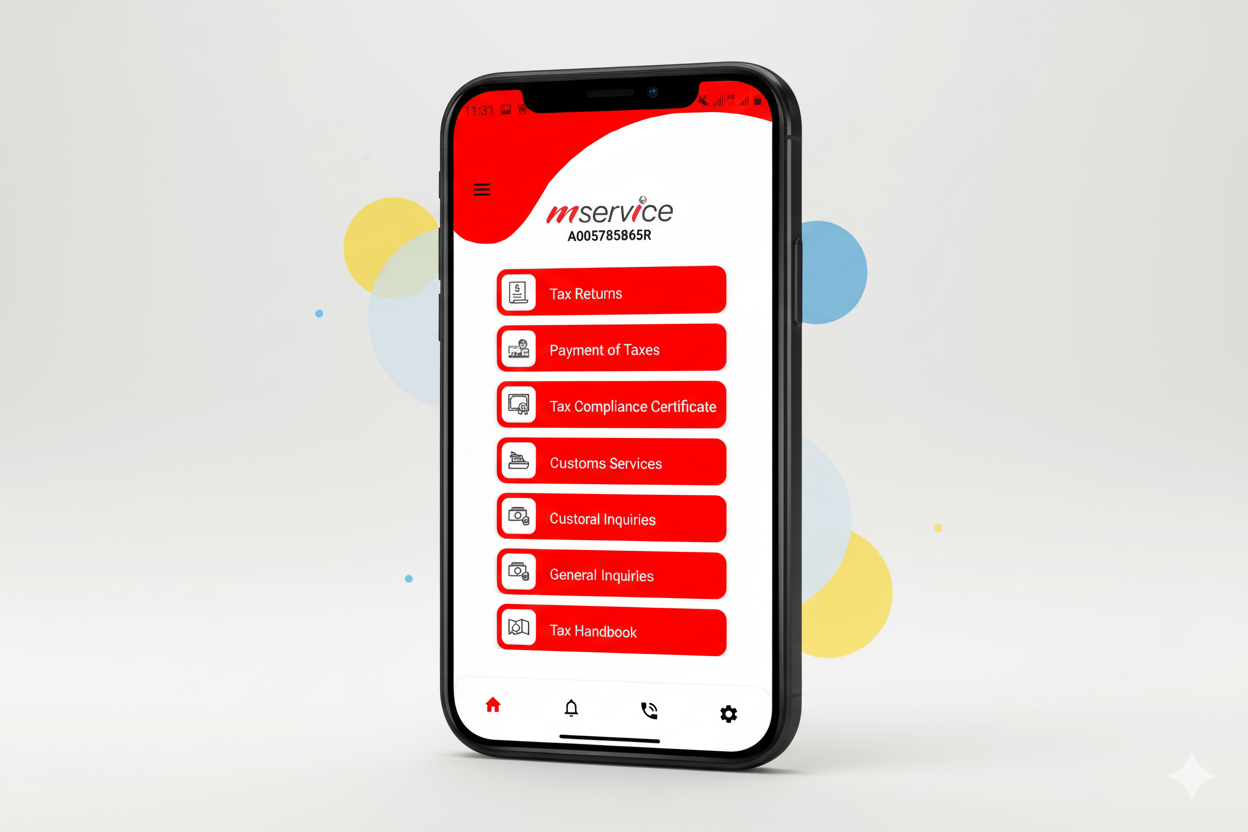 11:31
mservice
A005785865R
Tax Returns
Payment of Taxes
Tax Compliance Certificate
Customs Services
Custoral Inquiries
General Inquiries
Tax Handbook